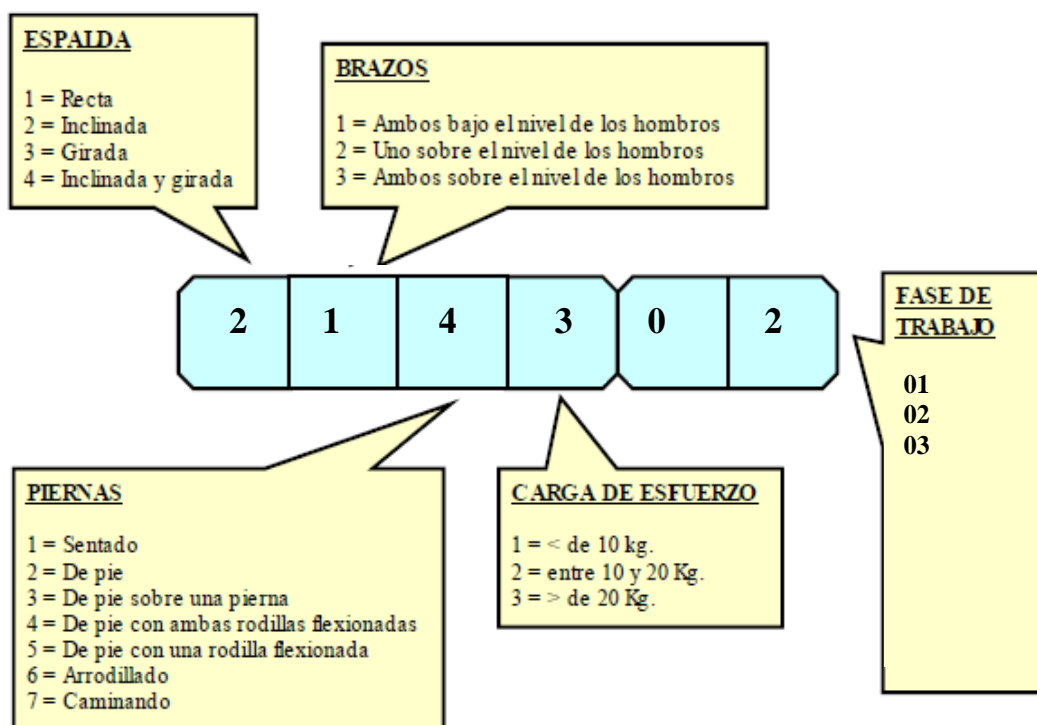 ESPALDA
1 = Recta
2 = Inclinada
3 = Girada
4 = Inclinada y girada
BRAZOS
1 = Ambos bajo el nivel de los hombros
2 = Uno sobre el nivel de los hombros
3 = Ambos sobre el nivel de los hombros
2 1 4 3 0 2
FASE DE
TRABAJO
01
02
03
PIERNAS
1 = Sentado
2 = De pie
3 = De pie sobre una pierna
4 = De pie con ambas rodillas flexionadas
5 = De pie con una rodilla flexionada
6 = Arrodillado
7 = Caminando
CARGA DE ESFUERZO
1 = < de 10 kg.
2 = entre 10 y 20 Kg.
3 = > de 20 Kg.